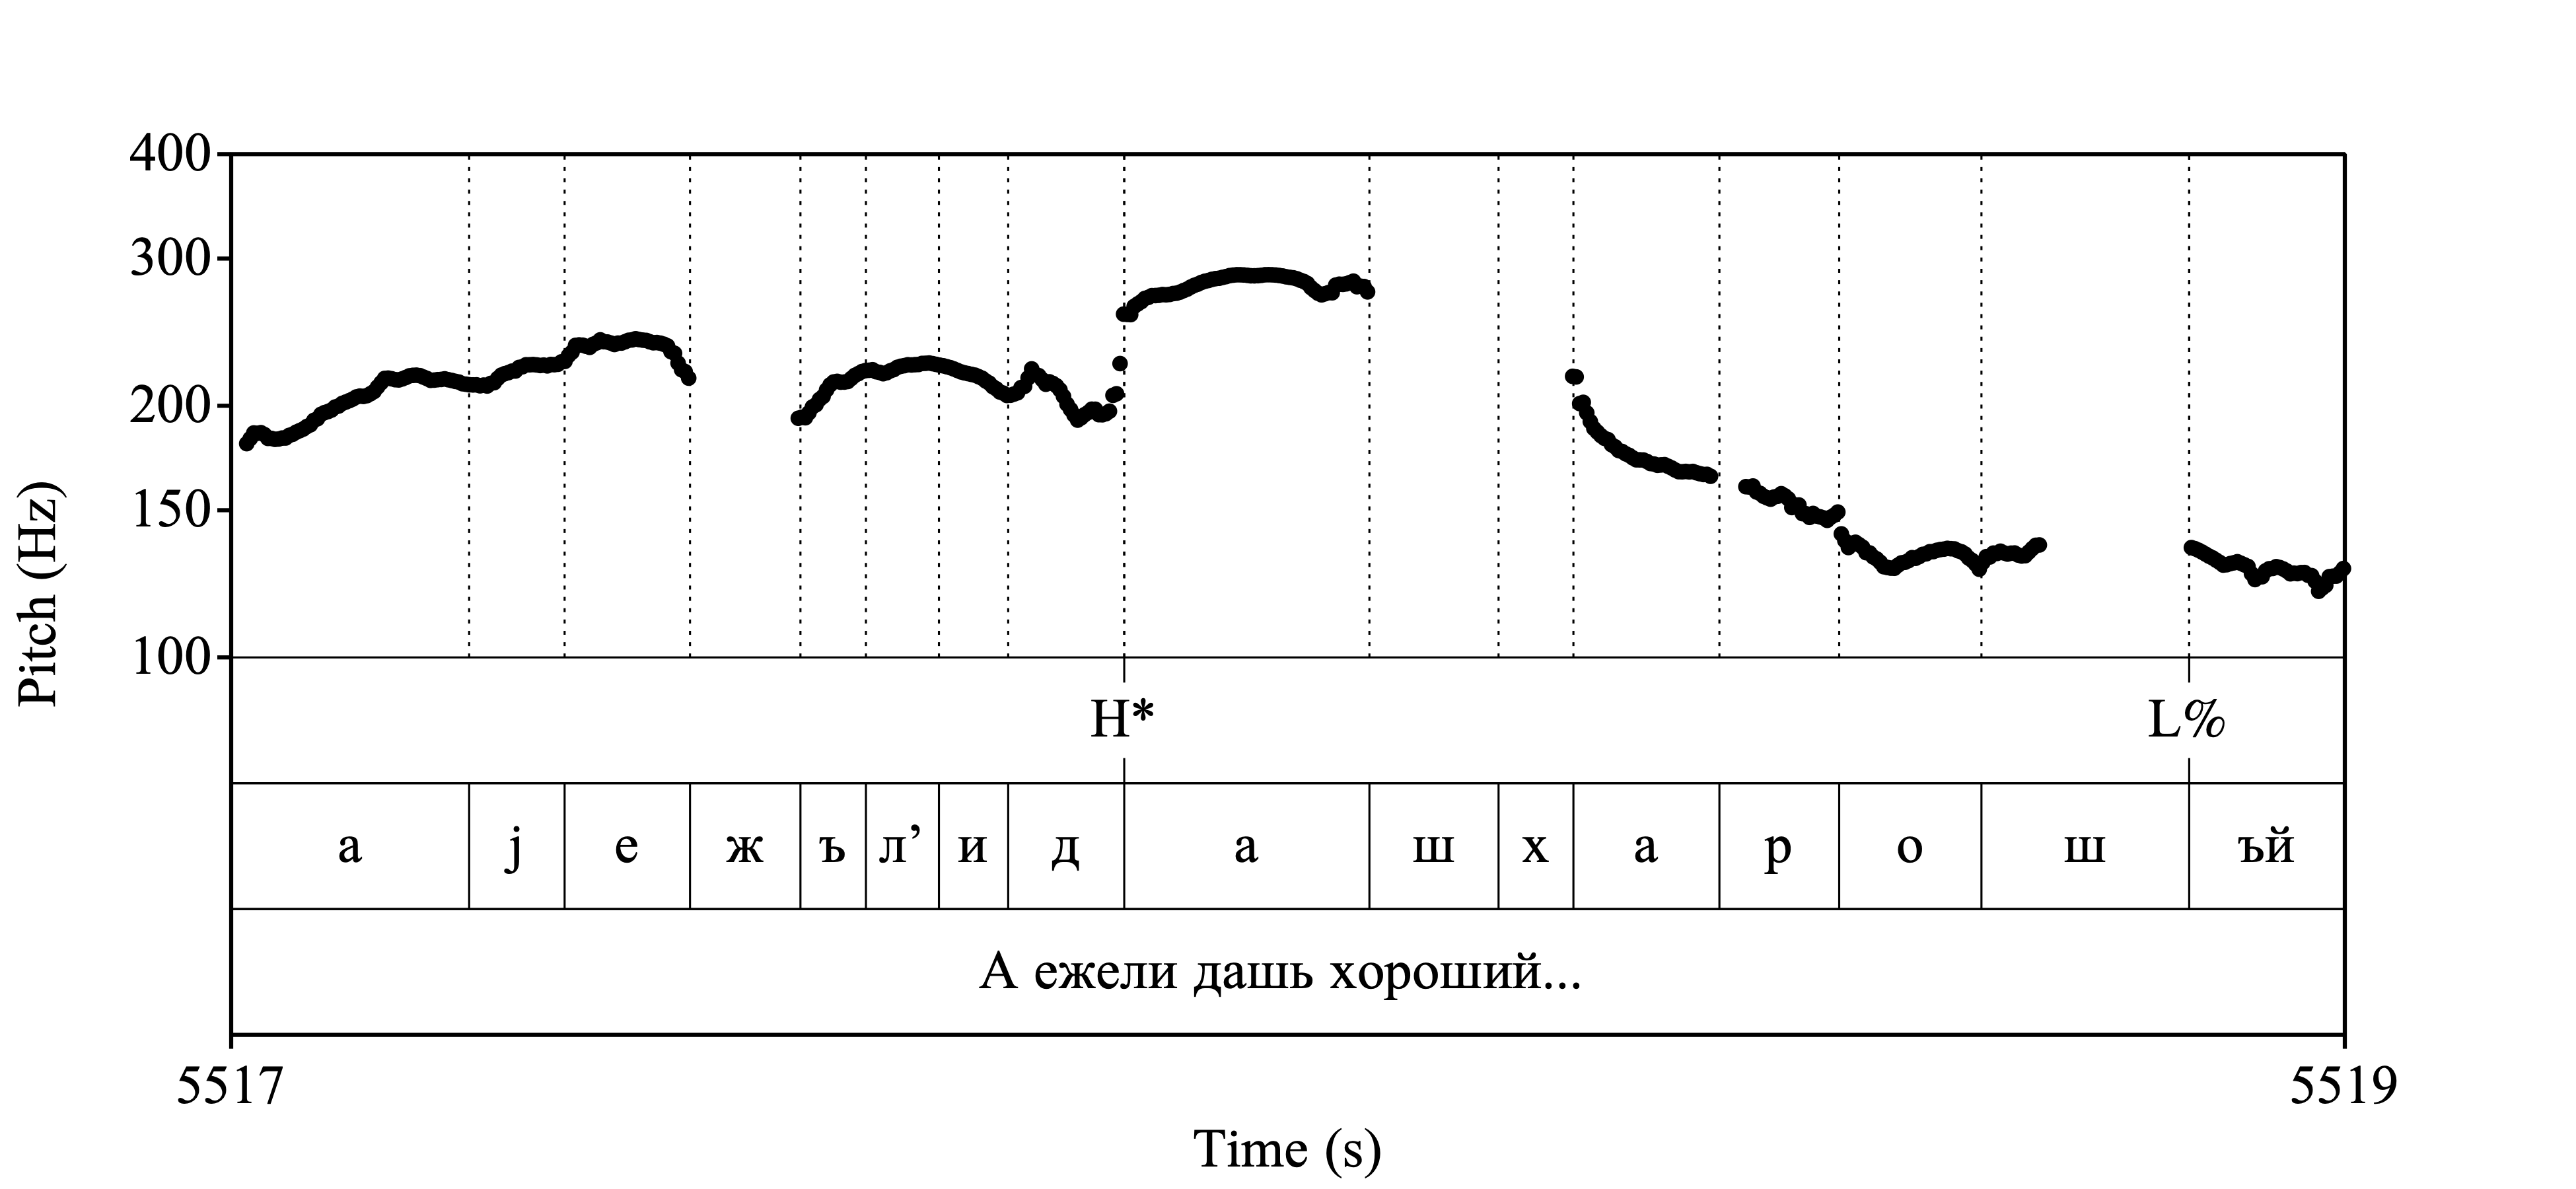 400
300
200
150
100
Pitch (Hz)
H* L%
а j е ж ъ л’ и д а ш х а р о ш ъй
А ежели дашь хороший...
5517 5519
Time (s)